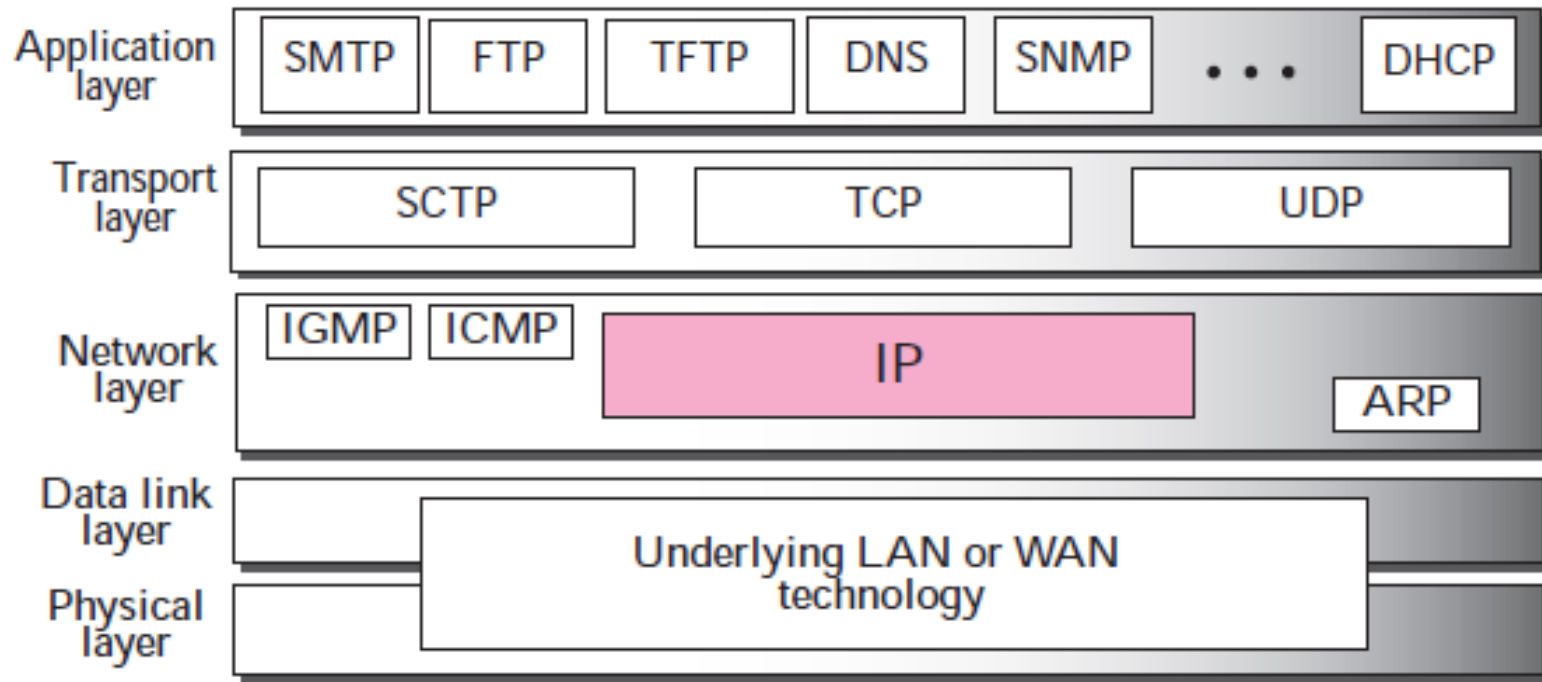 Application
layer
SMTP
FTP
TFTP
DNS
SNMP
• • •
DHCP
Transport
layer
SCTP
TCP
UDP
Network
layer
IGMP
ICMP
IP
ARP
Data link
layer
Underlying LAN or WAN
technology
Physical
layer